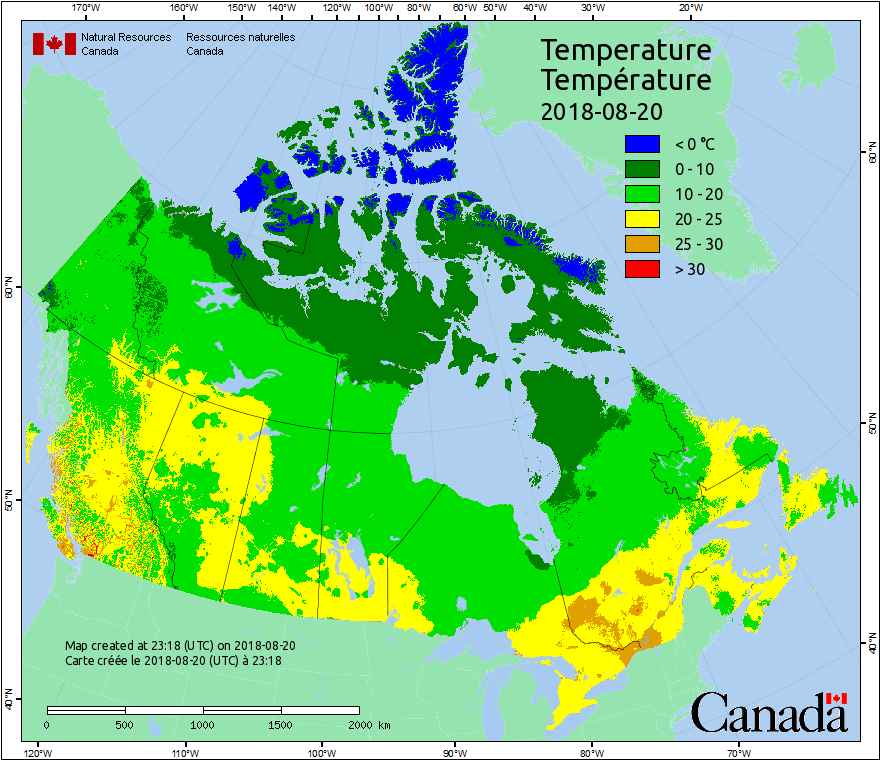 170°W 160°W 150°W 140°W 130°W 120°W 110°W 100°W 90°W 80°W 70°W 60°W 50°W 40°W 30°W 20°W
Natural Resources Canada
Ressources naturelles Canada
Temperature
Température
2018-08-20
< 0 °C
0 - 10
10 - 20
20 - 25
25 - 30
> 30
60°N
60°N
50°N
50°N
40°N
40°N
Map created at 23:18 (UTC) on 2018-08-20
Carte créée le 2018-08-20 (UTC) à 23:18
0 500 1000 1500 2000 km
Canada
120°W 110°W 100°W 90°W 80°W 70°W